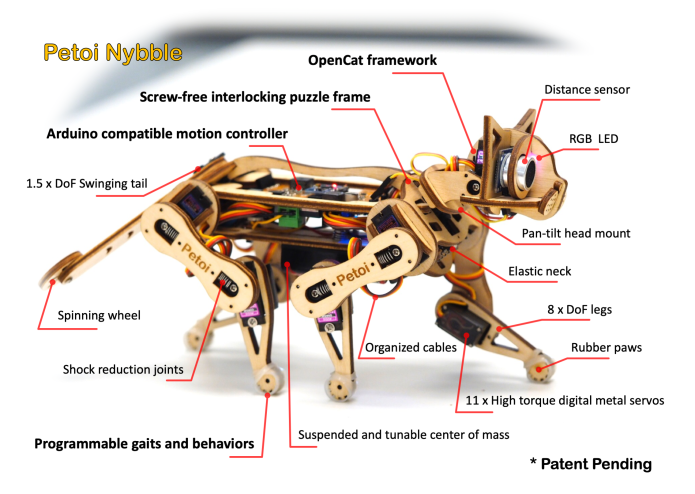 Petoi Nybble
OpenCat framework
Distance sensor
Screw-free interlocking puzzle frame
RGB LED
Arduino compatible motion controller
1.5 x DoF Swinging tail
Pan-tilt head mount
Elastic neck
Petoi
Petoi
Spinning wheel
8 x DoF legs
Organized cables
Rubber paws
Shock reduction joints
11 x High torque digital metal servos
Programmable gaits and behaviors
Suspended and tunable center of mass
* Patent Pending